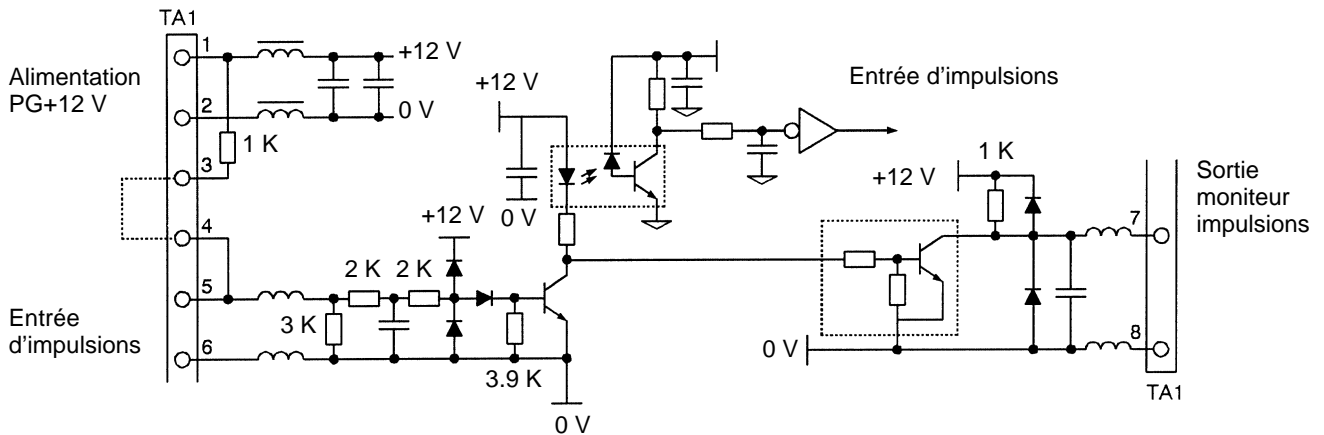 TA1
1
+12 V
Alimentation
PG+12 V
2
0 V
1 K
3
4
+12 V
5
2 K
2 K
3 K
Entrée
d'impulsions
6
3.9 K
0 V
+12 V
0 V
Entrée d'impulsions
1 K
+12 V
Sortie
moniteur
impulsions
7
0 V
8
TA1